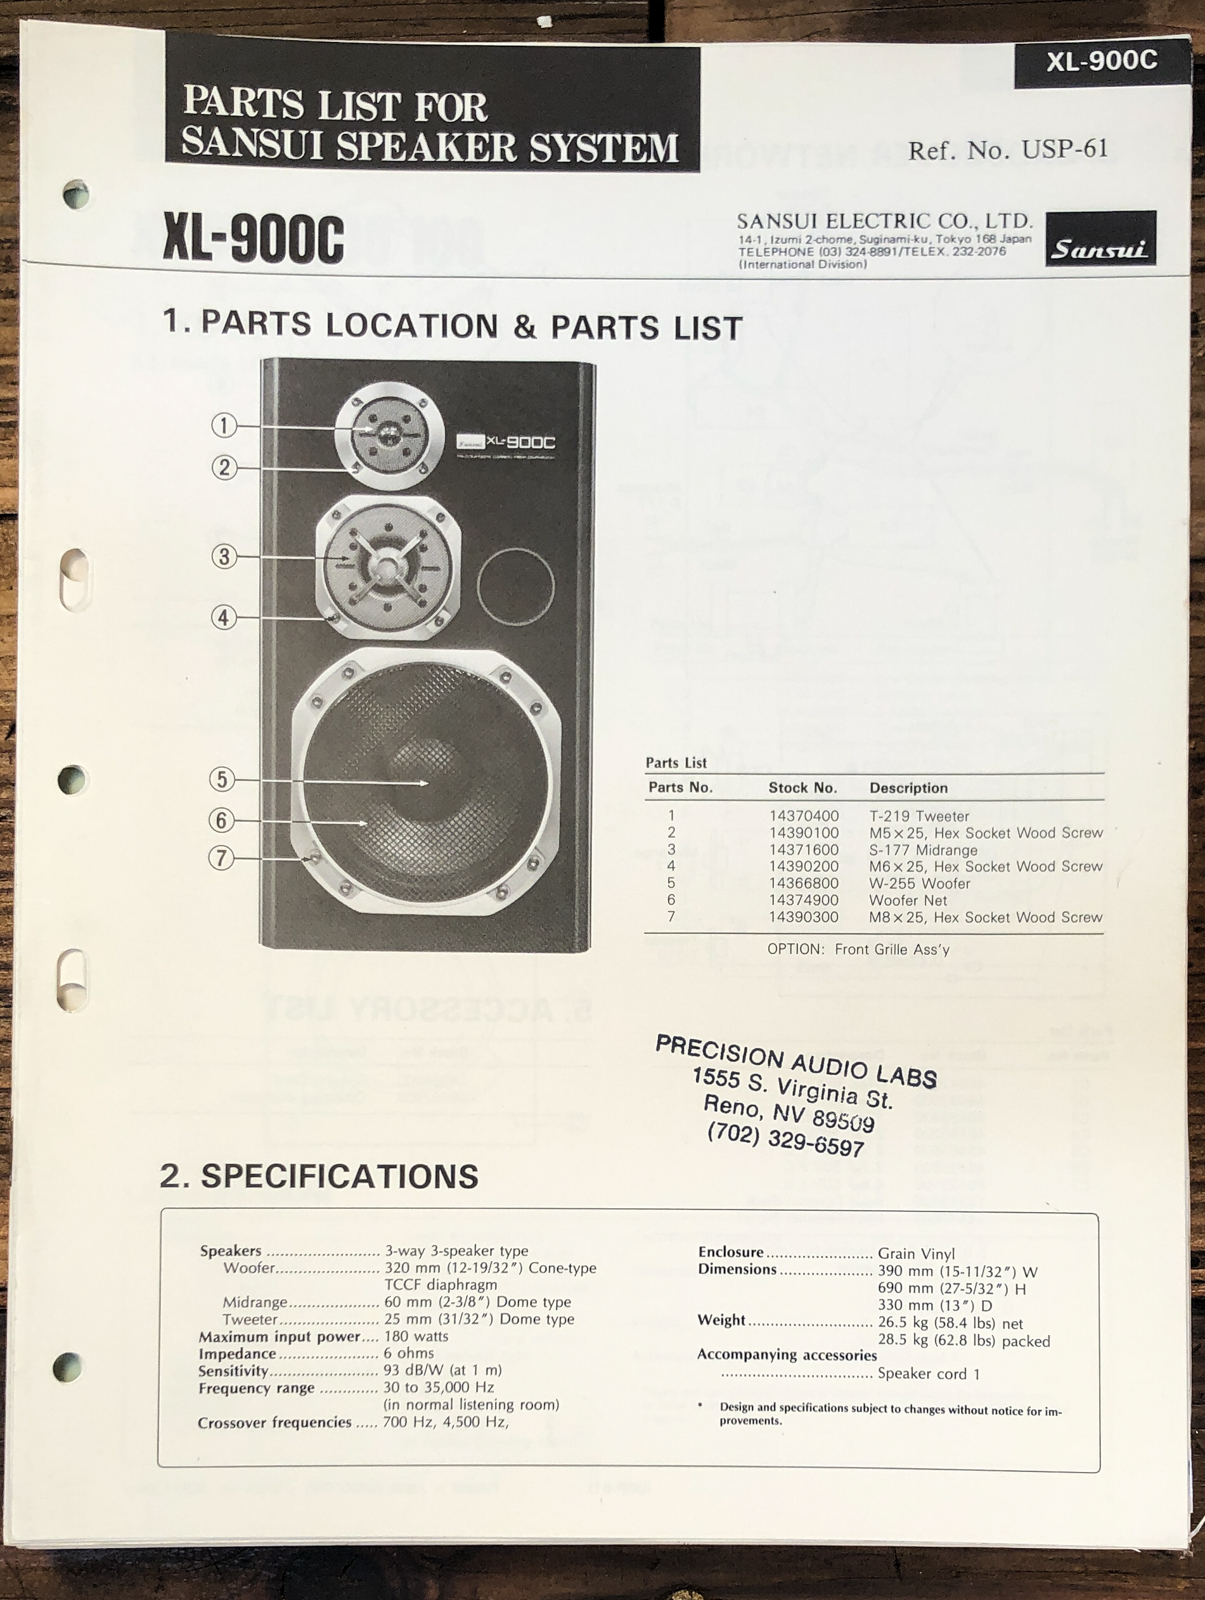 XL-900C
PARTS LIST FOR
SANSUI SPEAKER SYSTEM
Ref. No. USP-61
XL-900C
SANSUI ELECTRIC CO., LTD.
14-1, Izumi 2-chome, Suginami-ku, Tokyo 168 Japan
TELEPHONE (03) 324-8891/TELEX. 232-2076
(International Division)
Sansui
1. PARTS LOCATION & PARTS LIST
1
2
3
4
5
6
7
Sansui XL-900C
Parts List
Parts No. Stock No. Description
1 14370400 T-219 Tweeter
2 14390100 M5×25, Hex Socket Wood Screw
3 14371600 S-177 Midrange
4 14390200 M6×25, Hex Socket Wood Screw
5 14366800 W-255 Woofer
6 14374900 Woofer Net
7 14390300 M8×25, Hex Socket Wood Screw
OPTION: Front Grille Ass'y
PRECISION AUDIO LABS
1555 S. Virginia St.
Reno, NV 89509
(702) 329-6597
2. SPECIFICATIONS
Speakers ......................... 3-way 3-speaker type
Woofer....................... 320 mm (12-19/32″) Cone-type
TCCF diaphragm
Midrange.................... 60 mm (2-3/8″) Dome type
Tweeter...................... 25 mm (31/32″) Dome type
Maximum input power.... 180 watts
Impedance...................... 6 ohms
Sensitivity........................ 93 dB/W (at 1 m)
Frequency range ............. 30 to 35,000 Hz
(in normal listening room)
Crossover frequencies ..... 700 Hz, 4,500 Hz,
Enclosure........................ Grain Vinyl
Dimensions..................... 390 mm (15-11/32″) W
690 mm (27-5/32″) H
330 mm (13″) D
Weight............................ 26.5 kg (58.4 lbs) net
28.5 kg (62.8 lbs) packed
Accompanying accessories
.................................. Speaker cord 1
* Design and specifications subject to changes without notice for im-
provements.